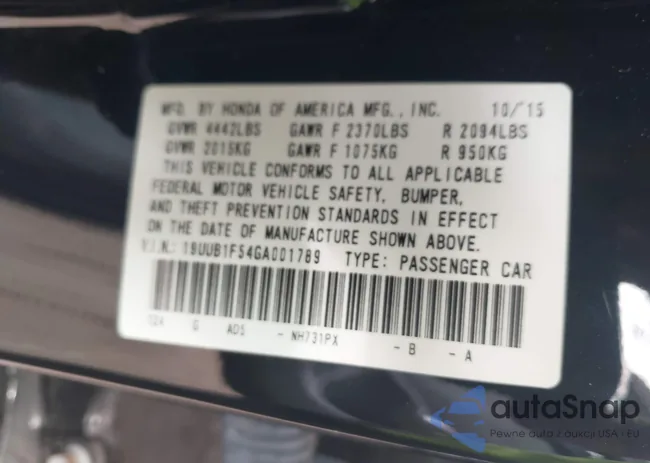 MFD. BY HONDA OF AMERICA MFG., INC. 10/15
GVWR 4442LBS GAWR F 2370LBS R 2094LBS
GVWR 2015KG GAWR F 1075KG R 950KG
THIS VEHICLE CONFORMS TO ALL APPLICABLE
FEDERAL MOTOR VEHICLE SAFETY, BUMPER,
AND THEFT PREVENTION STANDARDS IN EFFECT
ON THE DATE OF MANUFACTURE SHOWN ABOVE.
V.I.N.: 19UUB1F54GA001789 TYPE: PASSENGER CAR
G AD5 - NH731PX - B - A
autaSnap
Pewne auta z aukcji USA - EU